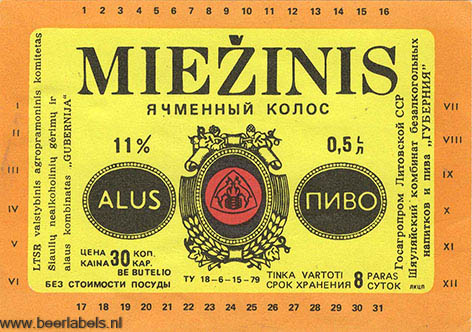 1 2 3 4 5 6 7 8 9 10 11 12 13 14 15 16
MIEŽINIS
ЯЧМЕННЫЙ КОЛОС
LTSR valstybinis agropramoninis komitetas
Šiaulių nealkoholinių gėrimų ir
alaus kombinatas „GUBERNIJA"
I
II
III
IV
V
VI
11%
0,5 L
Л
ALUS
ПИВО
ЦЕНА
KAINA
30
КОП.
KAP.
BE BUTELIO
БЕЗ СТОИМОСТИ ПОСУДЫ
ТУ 18-6-15-79
TINKA VARTOTI
СРОК ХРАНЕНИЯ
8
PARAS
СУТОК
ЛКЦП
Госагропром Литовской ССР
Шяуляйский комбинат безалкогольных
напитков и пива „ГУБЕРНИЯ"
VII
VIII
IX
X
XI
XII
17 18 19 20 21 22 23 24 25 26 27 28 29 30 31
www.beerlabels.nl